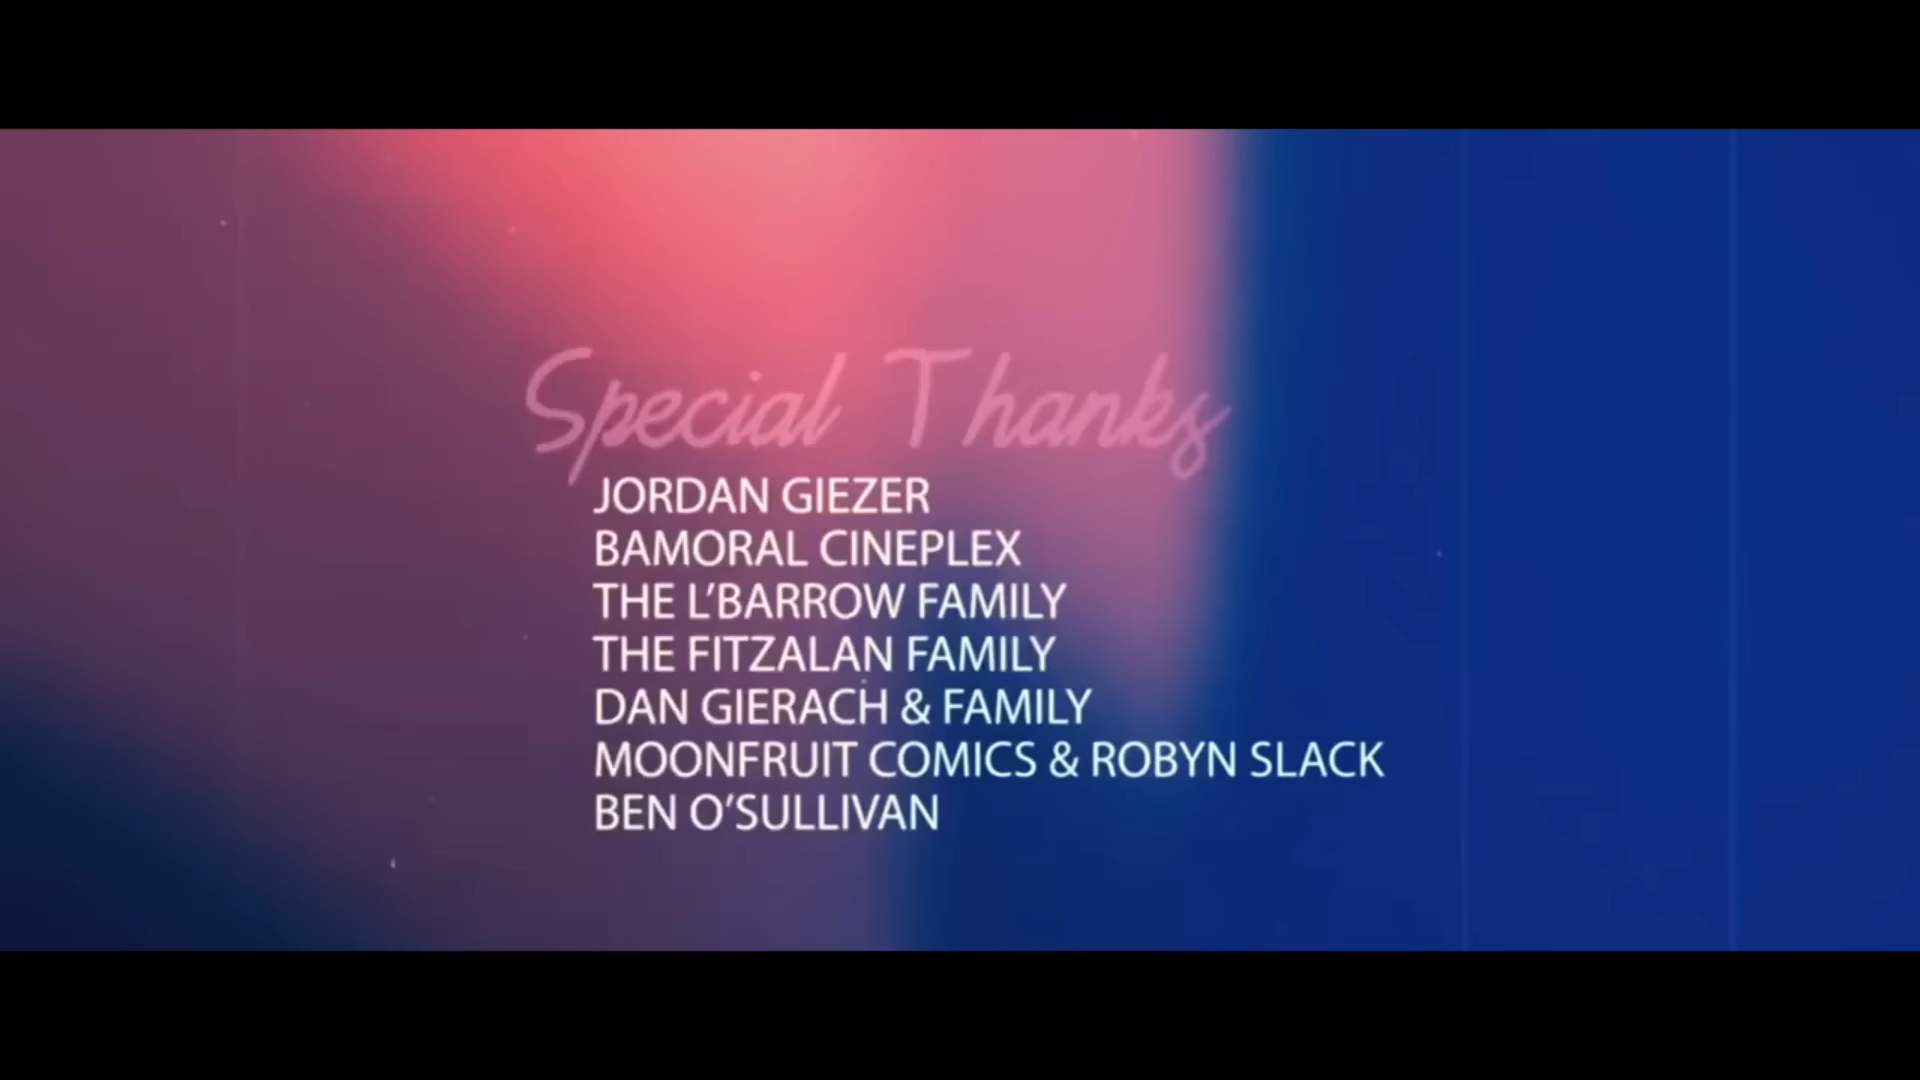 Special Thanks
JORDAN GIEZER
BAMORAL CINEPLEX
THE L'BARROW FAMILY
THE FITZALAN FAMILY
DAN GIERACH & FAMILY
MOONFRUIT COMICS & ROBYN SLACK
BEN O'SULLIVAN